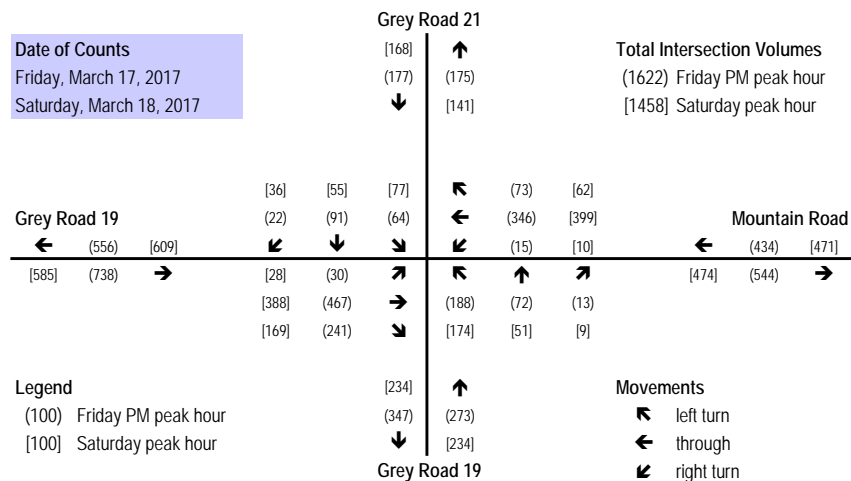 Grey Road 21
Date of Counts [168] Total Intersection Volumes
Friday, March 17, 2017 (177) (175) (1622) Friday PM peak hour
Saturday, March 18, 2017 [141] [1458] Saturday peak hour
[36] [55] [77] (73) [62]
Grey Road 19 (22) (91) (64) (346) [399] Mountain Road
(556) [609] (15) [10] (434) [471]
[585] (738) [28] (30) [474] (544)
[388] (467) (188) (72) (13)
[169] (241) [174] [51] [9]
Legend [234] Movements
(100) Friday PM peak hour (347) (273) left turn
[100] Saturday peak hour [234] through
Grey Road 19 right turn